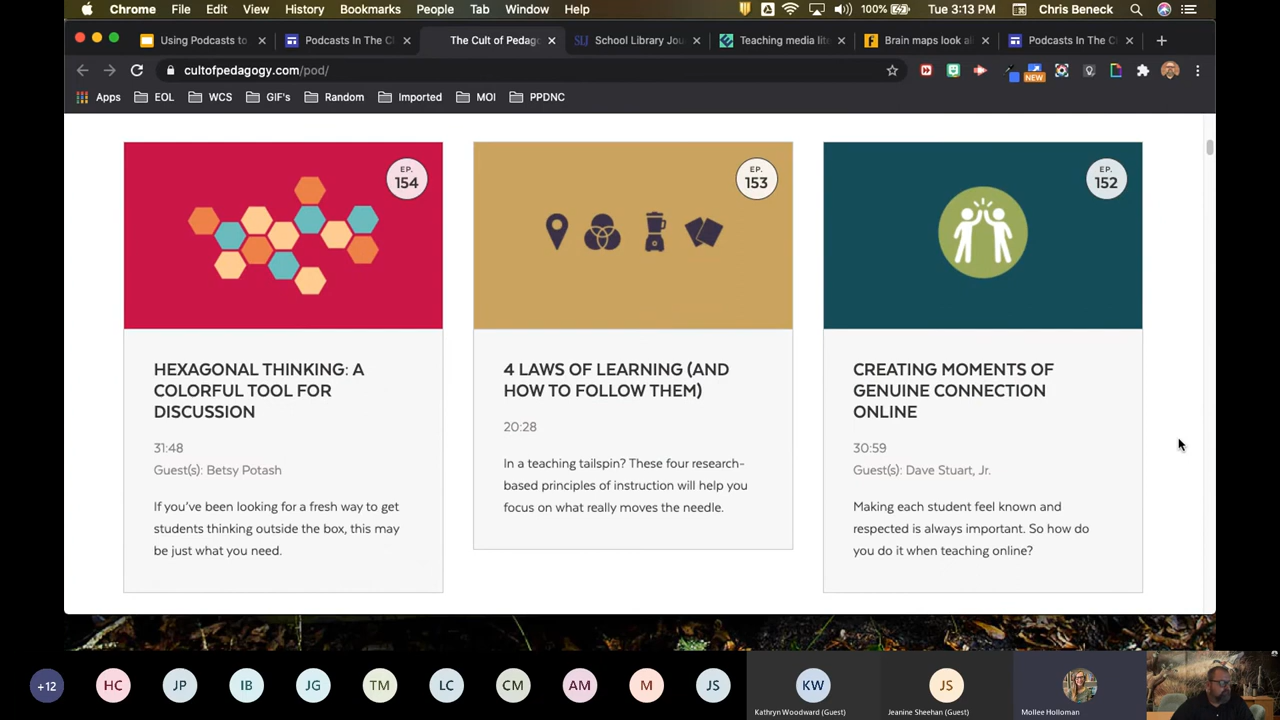 Chrome File Edit View History Bookmarks People Tab Window Help 100% Tue 3:13 PM Chris Beneck
Using Podcasts to Podcasts In The C The Cult of Pedago School Library Jou Teaching media lite Brain maps look ali Podcasts In The C
cultofpedagogy.com/pod/
NEW
Apps EOL WCS GIF's Random Imported MOI PPDNC
EP.
154
EP.
153
EP.
152
HEXAGONAL THINKING: A
COLORFUL TOOL FOR
DISCUSSION
31:48
Guest(s): Betsy Potash
If you've been looking for a fresh way to get
students thinking outside the box, this may
be just what you need.
4 LAWS OF LEARNING (AND
HOW TO FOLLOW THEM)
20:28
In a teaching tailspin? These four research-
based principles of instruction will help you
focus on what really moves the needle.
CREATING MOMENTS OF
GENUINE CONNECTION
ONLINE
30:59
Guest(s): Dave Stuart, Jr.
Making each student feel known and
respected is always important. So how do
you do it when teaching online?
+12 HC JP IB JG TM LC CM AM M JS KW JS
Kathryn Woodward (Guest) Jeanine Sheehan (Guest) Mollee Holloman